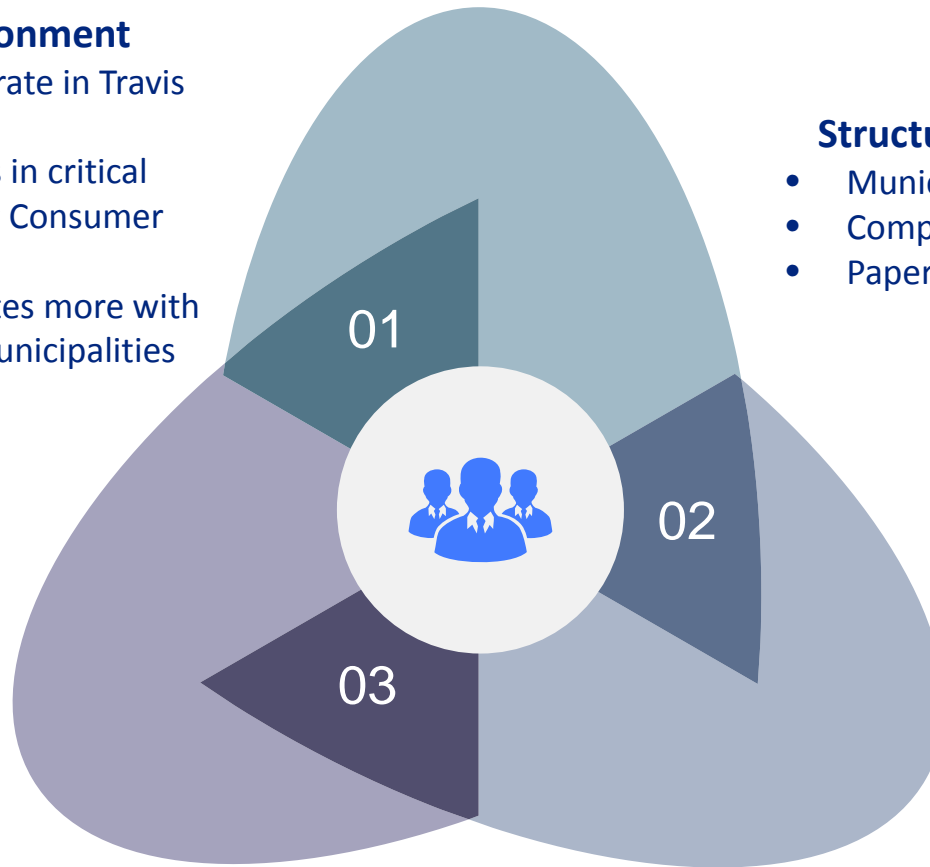 onment
rate in Travis
in critical
Consumer
es more with
unicipalities
Structu
• Munic
• Comp
• Paper
01
02
03